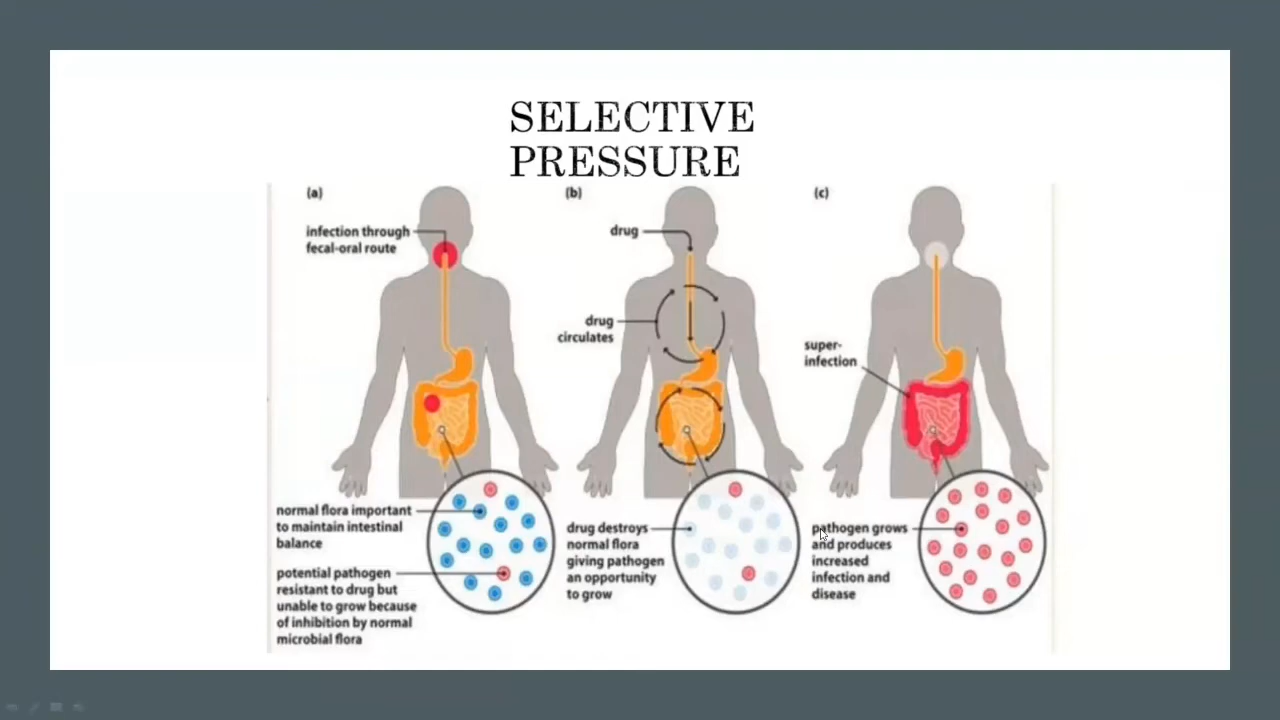 SELECTIVE
PRESSURE
(a)
infection through
fecal-oral route
normal flora important
to maintain intestinal
balance
potential pathogen
resistant to drug but
unable to grow because
of inhibition by normal
microbial flora
(b)
drug
drug
circulates
drug destroys
normal flora
giving pathogen
an opportunity
to grow
(c)
super-
infection
pathogen grows
and produces
increased
infection and
disease